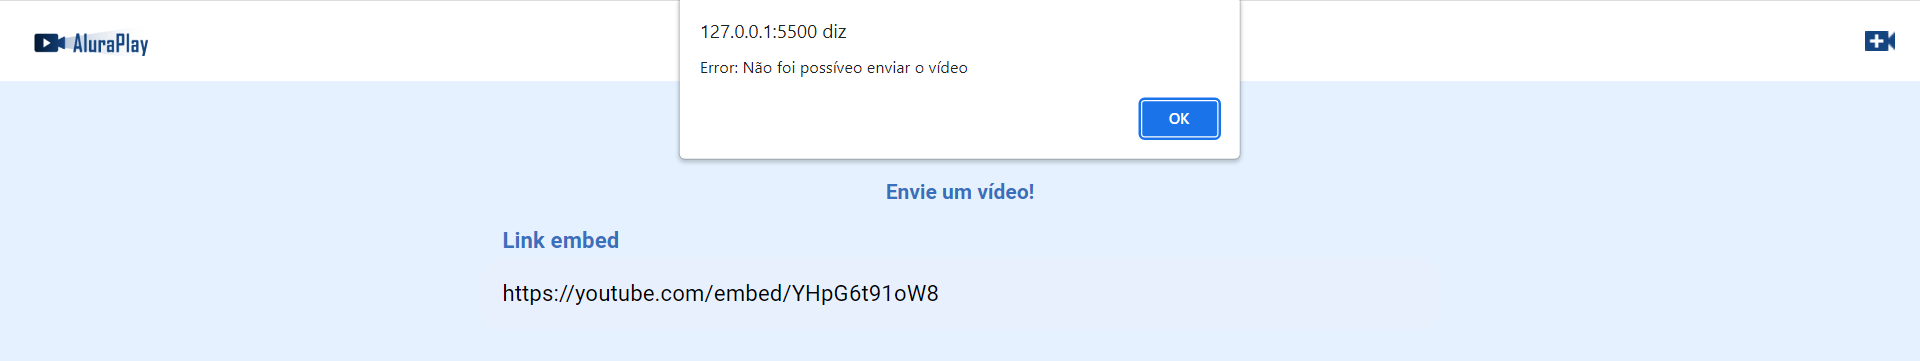 AluraPlay
127.0.0.1:5500 diz
Error: Não foi possíveo enviar o vídeo
OK
Envie um vídeo!
Link embed
https://youtube.com/embed/YHpG6t91oW8